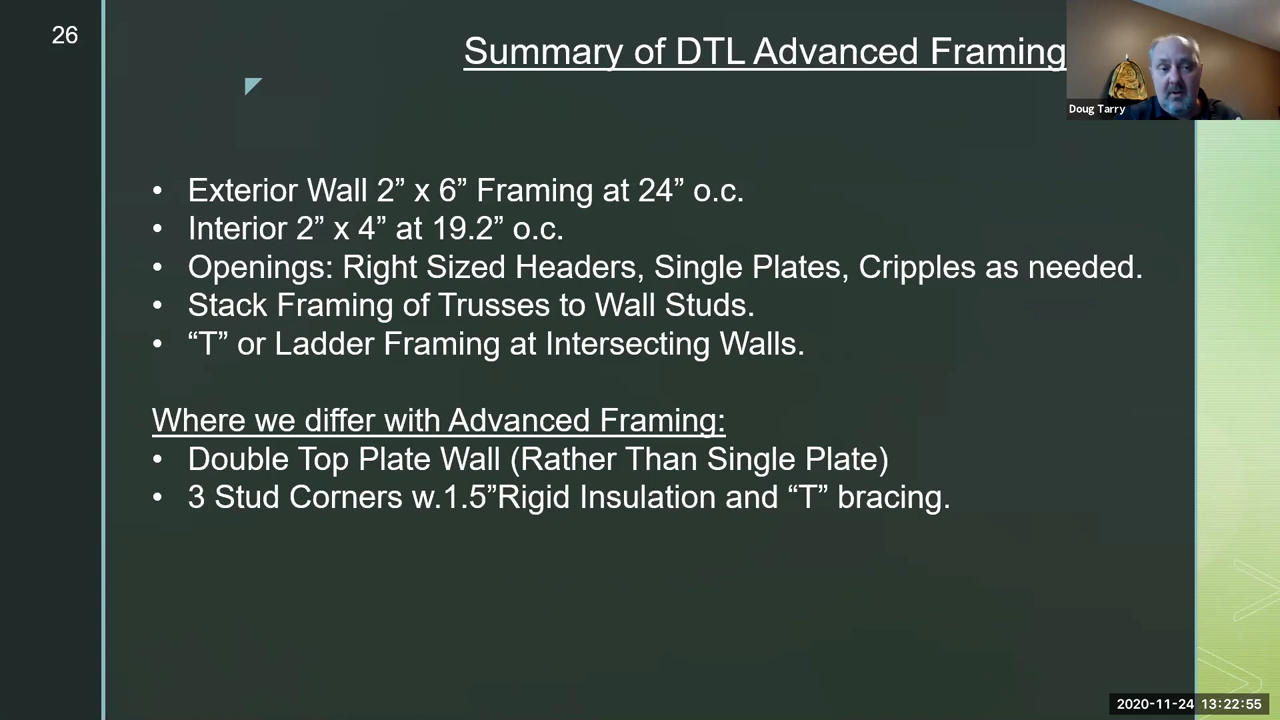 26
Summary of DTL Advanced Framing
Doug Tarry
• Exterior Wall 2” x 6” Framing at 24” o.c.
• Interior 2” x 4” at 19.2” o.c.
• Openings: Right Sized Headers, Single Plates, Cripples as needed.
• Stack Framing of Trusses to Wall Studs.
• “T” or Ladder Framing at Intersecting Walls.
Where we differ with Advanced Framing:
• Double Top Plate Wall (Rather Than Single Plate)
• 3 Stud Corners w.1.5”Rigid Insulation and “T” bracing.
2020-11-24 13:22:55